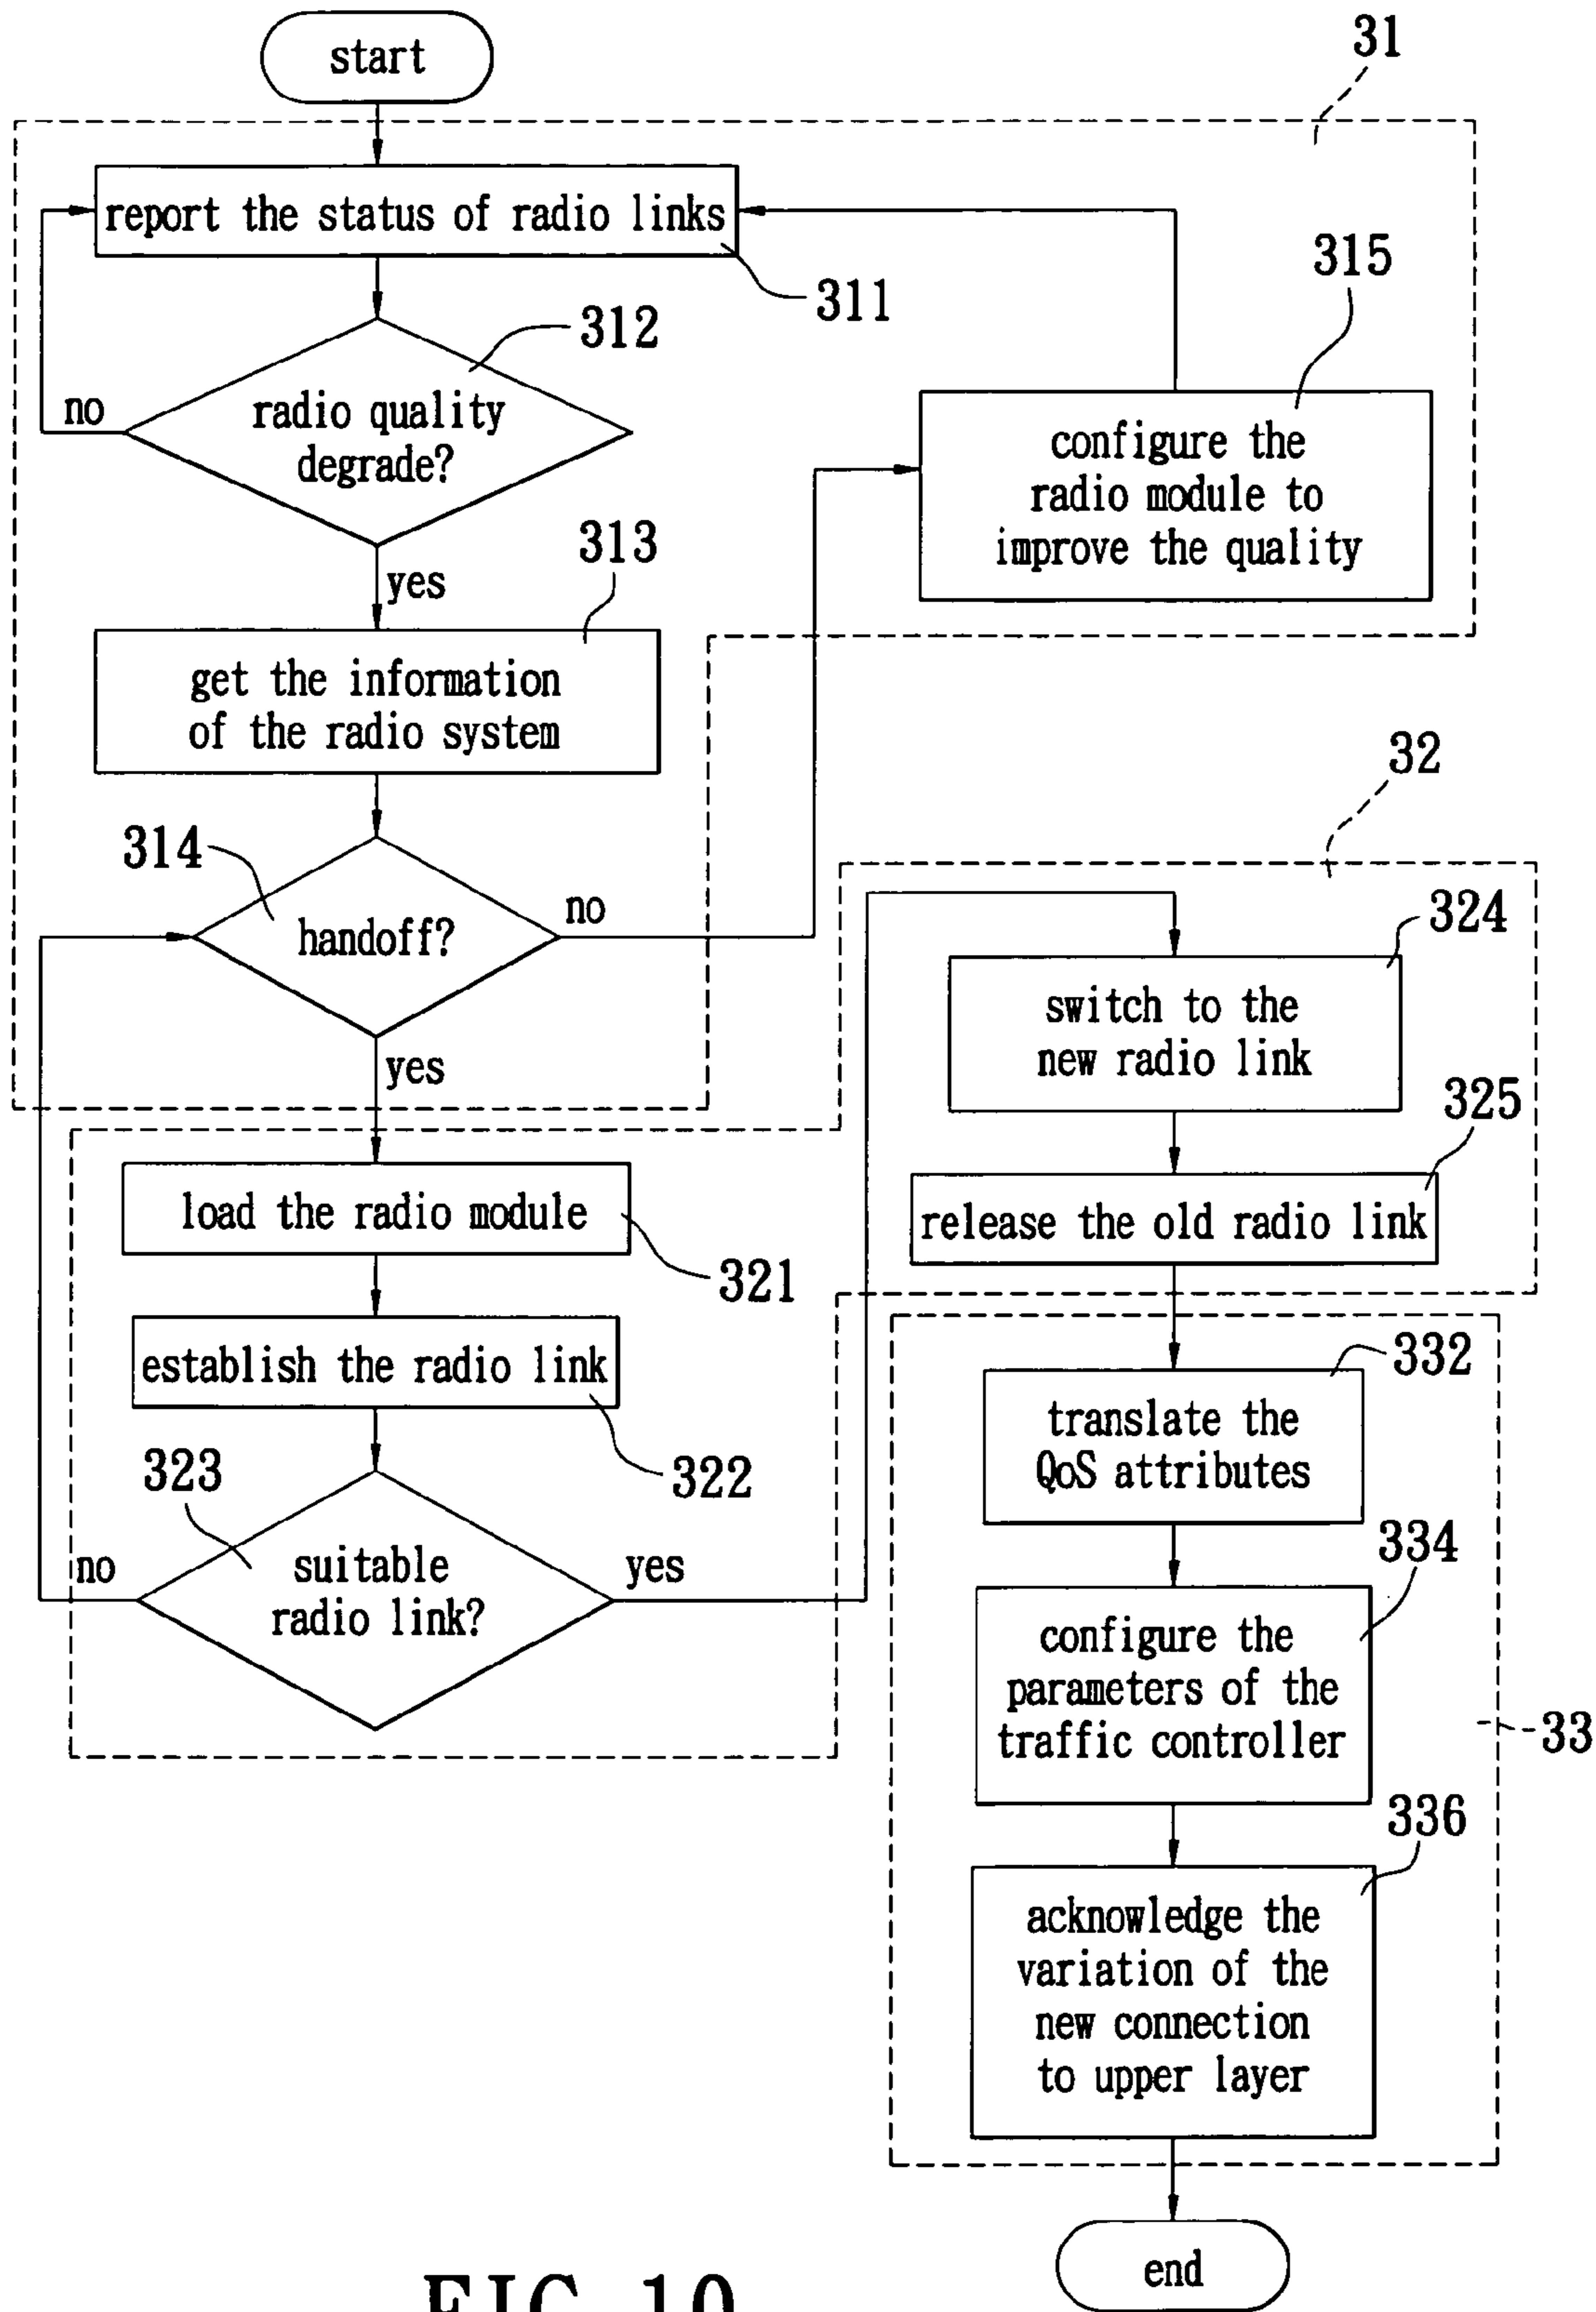 start
31
report the status of radio links
311
315
312
no
radio quality
degrade?
configure the
radio module to
improve the quality
yes
313
get the information
of the radio system
32
314
handoff?
no
yes
324
switch to the
new radio link
325
release the old radio link
load the radio module
321
establish the radio link
322
323
no
suitable
radio link?
yes
332
translate the
QoS attributes
334
configure the
parameters of the
traffic controller
33
336
acknowledge the
variation of the
new connection
to upper layer
end
FIG. 10